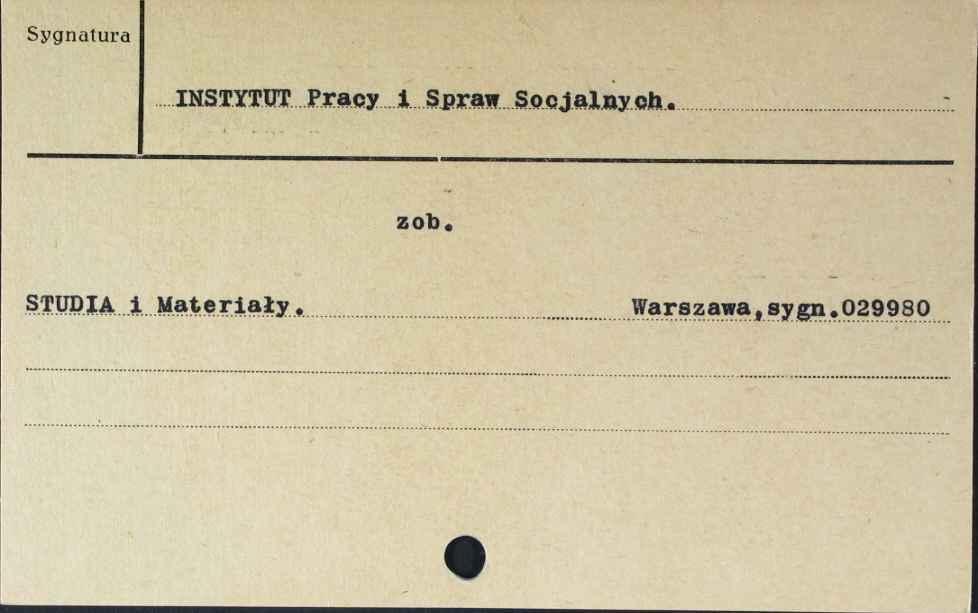 Sygnatura
INSTYTUT Pracy i Spraw Socjalnych.
zob.
STUDIA i Materiały. Warszawa,sygn.029980